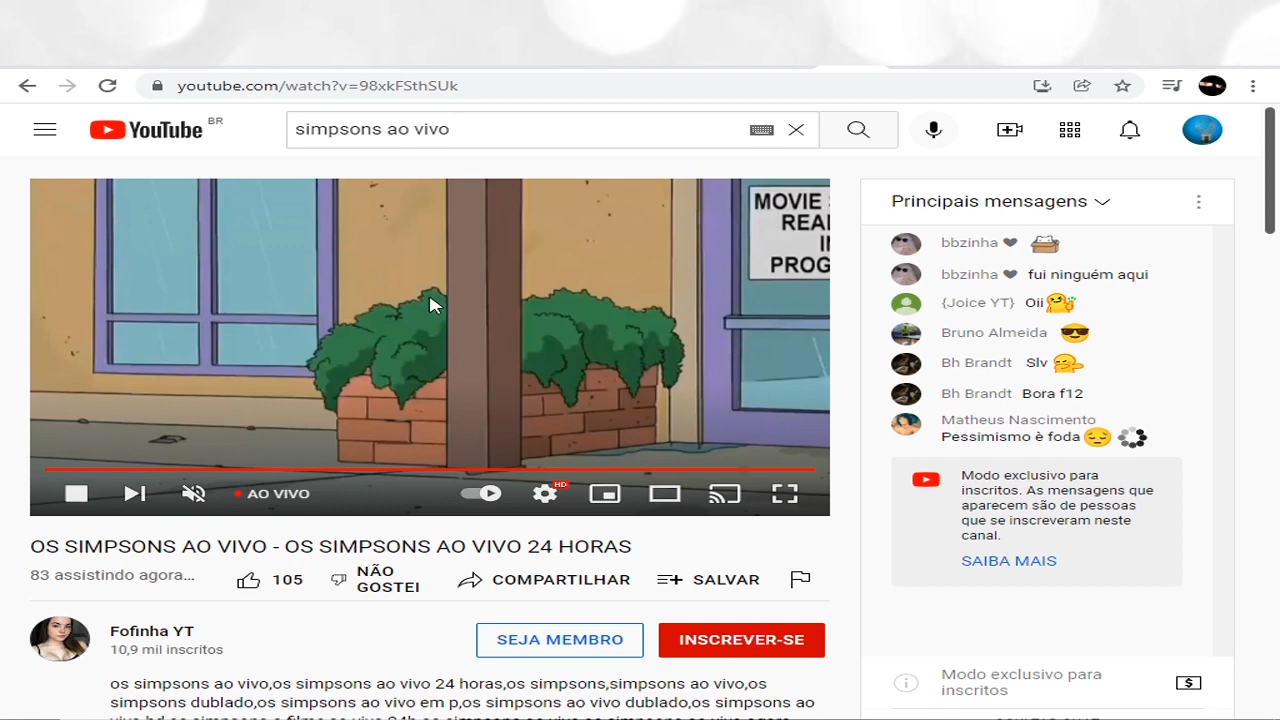 youtube.com/watch?v=98xkFSthSUk
YouTube BR
simpsons ao vivo
MOVIE
REA
PROG
AO VIVO
HD
OS SIMPSONS AO VIVO - OS SIMPSONS AO VIVO 24 HORAS
83 assistindo agora...
105
NÃO
GOSTEI
COMPARTILHAR
SALVAR
Fofinha YT
10,9 mil inscritos
SEJA MEMBRO
INSCREVER-SE
os simpsons ao vivo,os simpsons ao vivo 24 horas,os simpsons,simpsons ao vivo,os
simpsons dublado,os simpsons ao vivo em p,os simpsons ao vivo dublado,os simpsons ao
Principais mensagens
bbzinha
bbzinha fui ninguém aqui
{Joice YT} Oii
Bruno Almeida
Bh Brandt Slv
Bh Brandt Bora f12
Matheus Nascimento
Pessimismo è foda
Modo exclusivo para
inscritos. As mensagens que
aparecem são de pessoas
que se inscreveram neste
canal.
SAIBA MAIS
Modo exclusivo para
inscritos
$